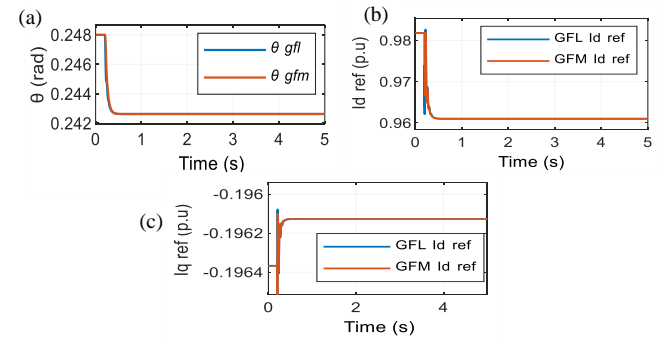 (a)
θ (rad)
0.248
0.246
0.244
0.242
θ gfl
θ gfm
0 1 2 3 4 5
Time (s)
(b)
Id ref (p.u)
0.98
0.97
0.96
GFL Id ref
GFM Id ref
0 1 2 3 4 5
Time (s)
(c)
Iq ref (p.u)
-0.196
-0.1962
-0.1964
GFL Id ref
GFM Id ref
0 2 4
Time (s)